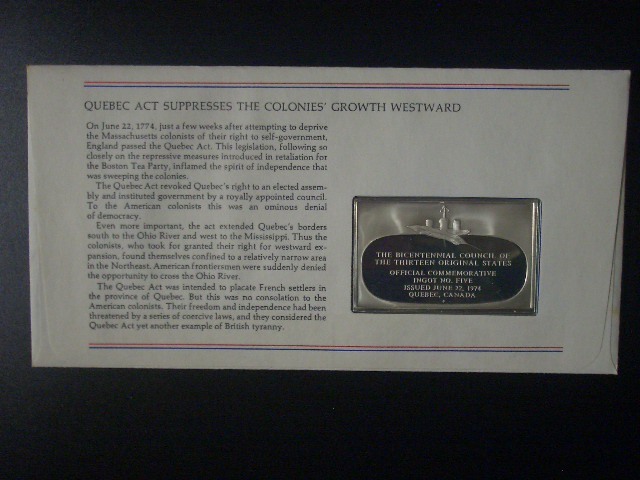 QUEBEC ACT SUPPRESSES THE COLONIES' GROWTH WESTWARD
On June 22, 1774, just a few weeks after attempting to deprive
the Massachusetts colonists of their right to self-government,
England passed the Quebec Act. This legislation, following so
closely on the repressive measures introduced in retaliation for
the Boston Tea Party, inflamed the spirit of independence that
was sweeping the colonies.
The Quebec Act revoked Quebec's right to an elected assem-
bly and instituted government by a royally appointed council.
To the American colonists this was an ominous denial
of democracy.
Even more important, the act extended Quebec's borders
south to the Ohio River and west to the Mississippi. Thus the
colonists, who took for granted their right for westward ex-
pansion, found themselves confined to a relatively narrow area
in the Northeast. American frontiersmen were suddenly denied
the opportunity to cross the Ohio River.
The Quebec Act was intended to placate French settlers in
the province of Quebec. But this was no consolation to the
American colonists. Their freedom and independence had been
threatened by a series of coercive laws, and they considered the
Quebec Act yet another example of British tyranny.
THE BICENTENNIAL COUNCIL OF
THE THIRTEEN ORIGINAL STATES
OFFICIAL COMMEMORATIVE
INGOT NO. FIVE
ISSUED JUNE 22, 1974
QUEBEC, CANADA